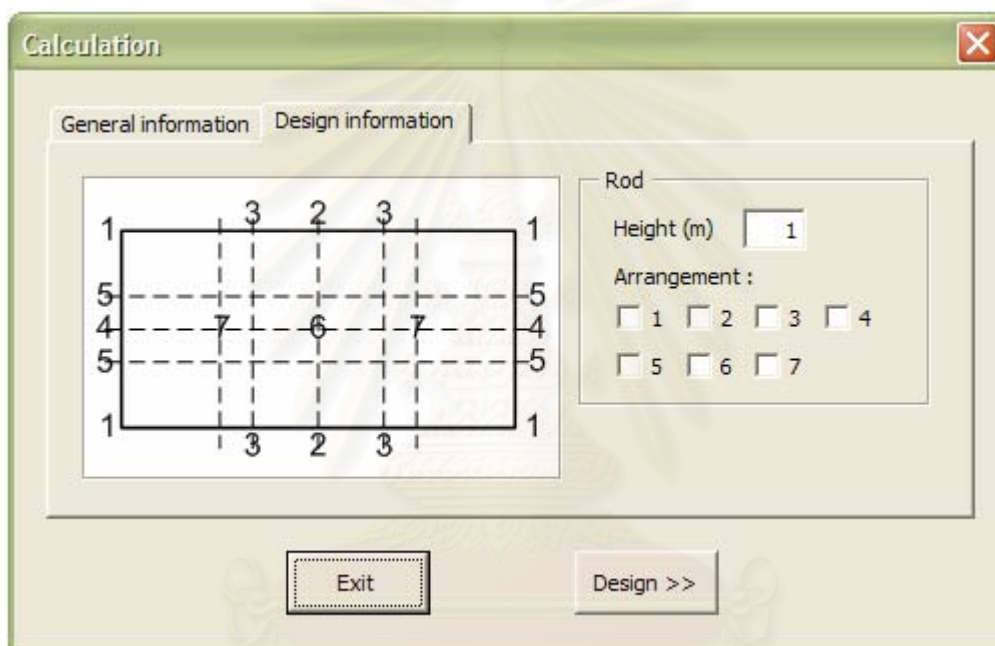 Calculation
General information Design information
1 3 2 3 1
5 5
4 7 6 7 4
5 5
1 3 2 3 1
Rod
Height (m) 1
Arrangement :
1 2 3 4
5 6 7
Exit Design >>